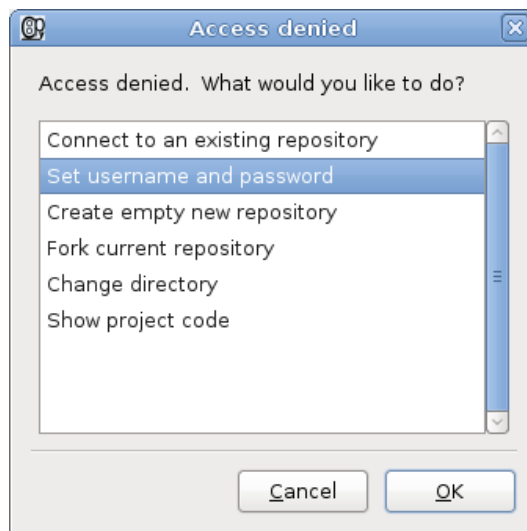 Access denied
Access denied.  What would you like to do?
Connect to an existing repository
Set username and password
Create empty new repository
Fork current repository
Change directory
Show project code
Cancel
OK